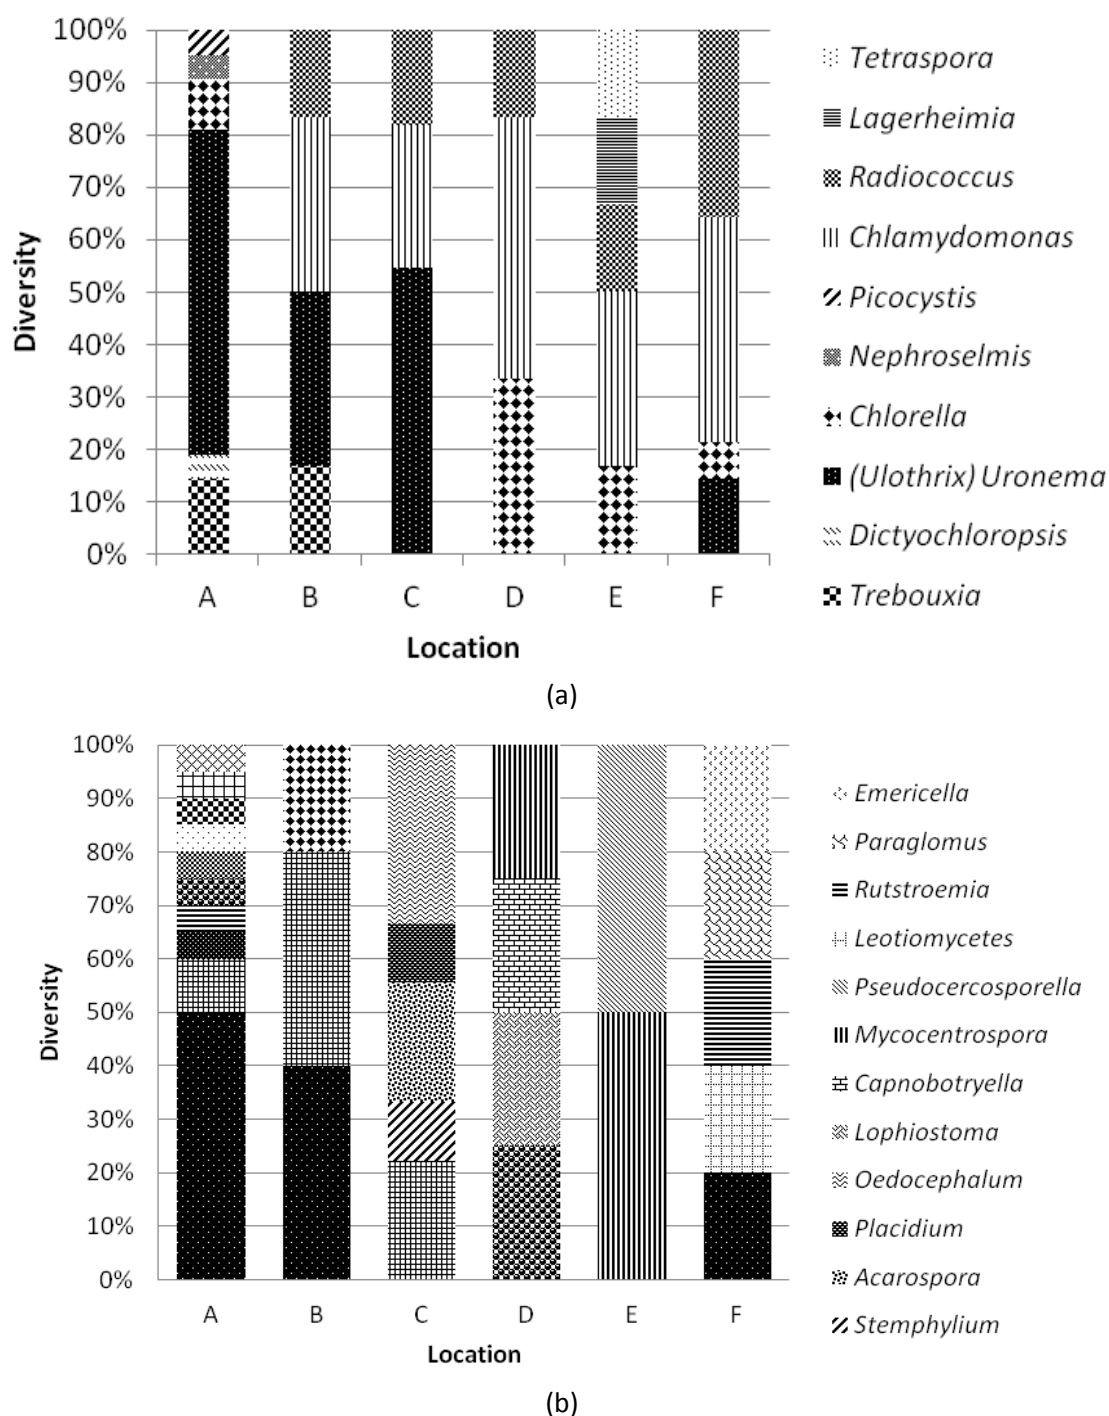 100%
90%
80%
70%
60%
50%
40%
30%
20%
10%
0%
Diversity
A B C D E F
Location
Tetraspora
Lagerheimia
Radiococcus
Chlamydomonas
Picocystis
Nephroselmis
Chlorella
(Ulothrix) Uronema
Dictyochloropsis
Trebouxia
(a)
100%
90%
80%
70%
60%
50%
40%
30%
20%
10%
0%
Diversity
A B C D E F
Location
Emericella
Paraglomus
Rutstroemia
Leotiomycetes
Pseudocercosporella
Mycocentrospora
Capnobotryella
Lophiostoma
Oedocephalum
Placidium
Acarospora
Stemphylium
(b)